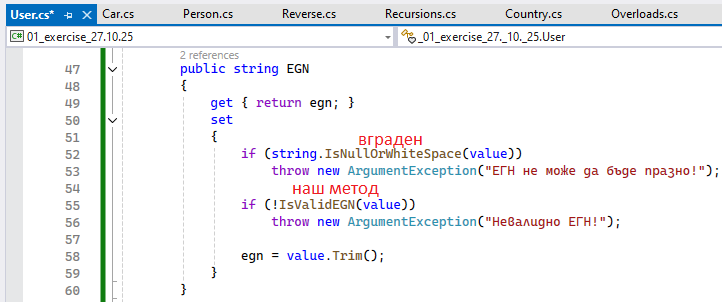 User.cs* Car.cs Person.cs Reverse.cs Recursions.cs Country.cs Overloads.cs
C# 01_exercise_27.10.25 _01_exercise_27._10._25.User
2 references
47 public string EGN
48 {
49 get { return egn; }
50 set
51 {
вграден
52 if (string.IsNullOrWhiteSpace(value))
53 throw new ArgumentException("ЕГН не може да бъде празно!");
54 наш метод
55 if (!IsValidEGN(value))
56 throw new ArgumentException("Невалидно ЕГН!");
57
58 egn = value.Trim();
59 }
60 }